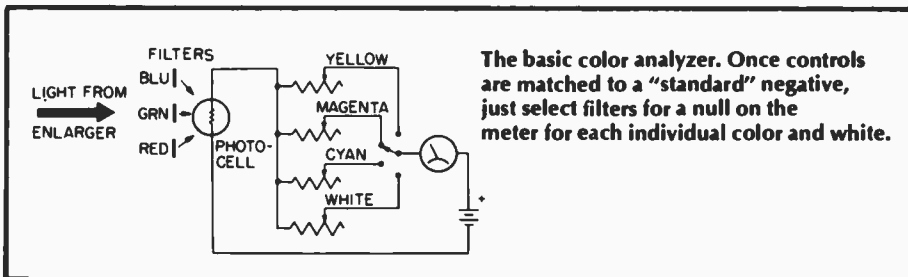 FILTERS
BLU
LIGHT FROM
GRN
ENLARGER
RED
PHOTO-
CELL
YELLOW
MAGENTA
CYAN
WHITE
+
The basic color analyzer. Once controls
are matched to a “standard” negative,
just select filters for a null on the
meter for each individual color and white.